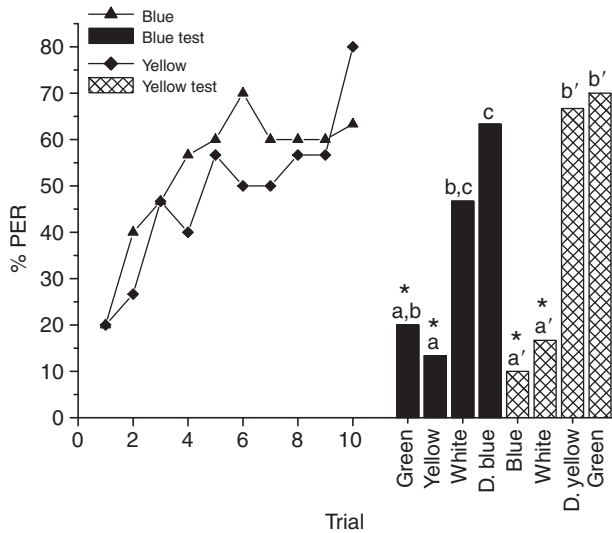 Blue
Blue test
Yellow
Yellow test
% PER
80
70
60
50
40
30
20
10
0
0 2 4 6 8 10
* a,b
* a
b,c
c
* a′
* a′
b′
b′
Green
Yellow
White
D. blue
Blue
White
D. yellow
Green
Trial